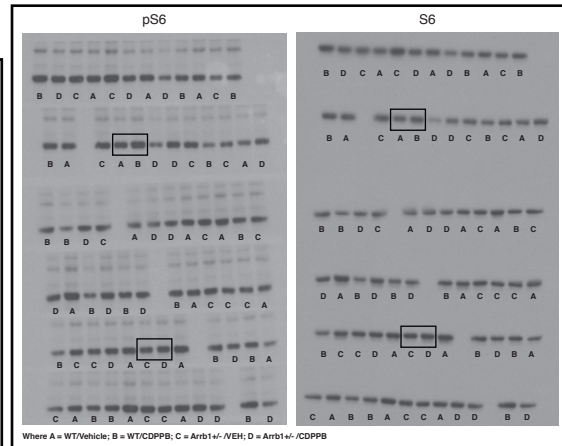 pS6
S6
B D C A C D A D B A C B
B D C A C D A D B A C B
B A C A B D D C B C A D
B A C A B D D C B C A D
B B D C A D D A C A B C
B B D C A D D A C A B C
D A B D B D B A C C C A
D A B D B D B A C C C A
B C C D A C D A B D B A
B C C D A C D A B D B A
C A B B A C C A D D B D
C A B B A C C A D D B D
Where A = WT/Vehicle; B = WT/CDPPB; C = Arrb1+/- /VEH; D = Arrb1+/- /CDPPB